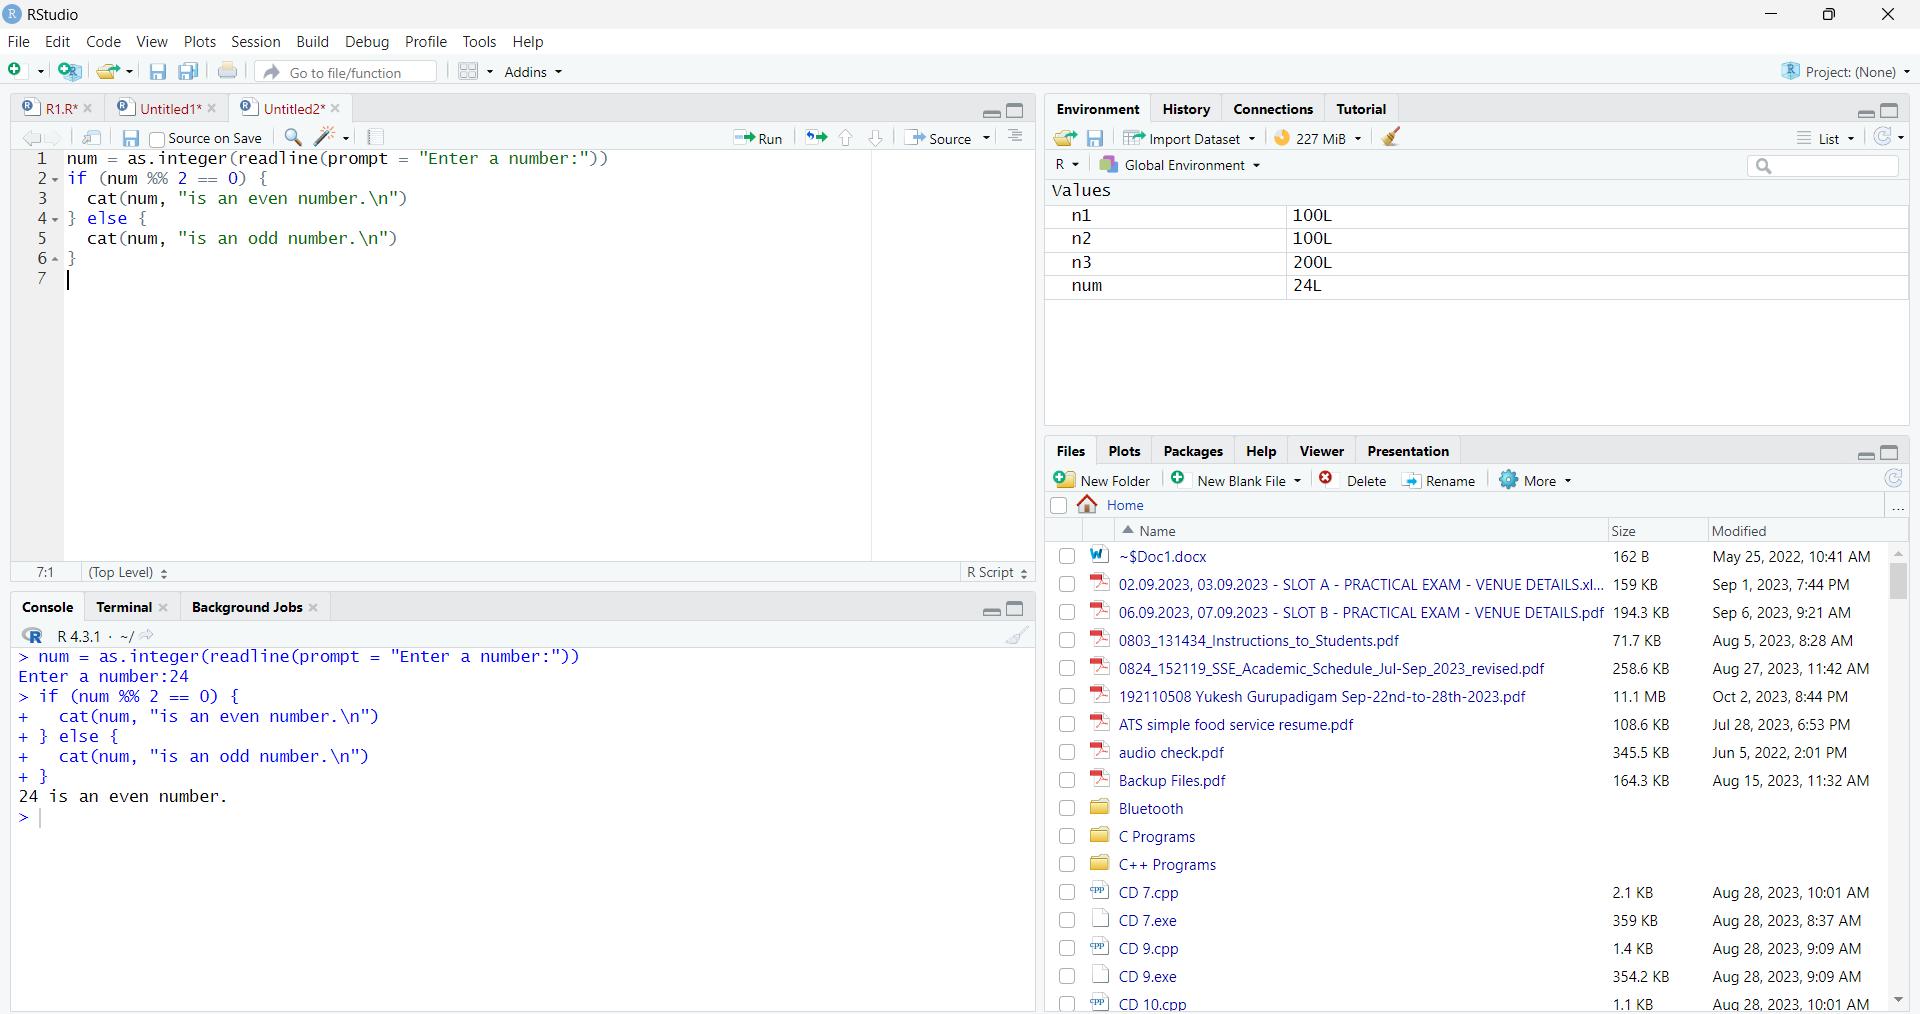 RStudio
File Edit Code View Plots Session Build Debug Profile Tools Help
Go to file/function Addins Project: (None)
R1.R* Untitled1* Untitled2*
Source on Save Run Source
1 num = as.integer(readline(prompt = "Enter a number:"))
2 if (num %% 2 == 0) {
3 cat(num, "is an even number.\n")
4 } else {
5 cat(num, "is an odd number.\n")
6 }
7
7:1 (Top Level) R Script
Console Terminal Background Jobs
R 4.3.1 · ~/
> num = as.integer(readline(prompt = "Enter a number:"))
Enter a number:24
> if (num %% 2 == 0) {
+ cat(num, "is an even number.\n")
+ } else {
+ cat(num, "is an odd number.\n")
+ }
24 is an even number.
>
Environment History Connections Tutorial
Import Dataset 227 MiB List
R Global Environment
Values
n1 100L
n2 100L
n3 200L
num 24L
Files Plots Packages Help Viewer Presentation
New Folder New Blank File Delete Rename More
Home ...
Name Size Modified
~$Doc1.docx 162 B May 25, 2022, 10:41 AM
02.09.2023, 03.09.2023 - SLOT A - PRACTICAL EXAM - VENUE DETAILS.xl... 159 KB Sep 1, 2023, 7:44 PM
06.09.2023, 07.09.2023 - SLOT B - PRACTICAL EXAM - VENUE DETAILS.pdf 194.3 KB Sep 6, 2023, 9:21 AM
0803_131434_Instructions_to_Students.pdf 71.7 KB Aug 5, 2023, 8:28 AM
0824_152119_SSE_Academic_Schedule_Jul-Sep_2023_revised.pdf 258.6 KB Aug 27, 2023, 11:42 AM
192110508 Yukesh Gurupadigam Sep-22nd-to-28th-2023.pdf 11.1 MB Oct 2, 2023, 8:44 PM
ATS simple food service resume.pdf 108.6 KB Jul 28, 2023, 6:53 PM
audio check.pdf 345.5 KB Jun 5, 2022, 2:01 PM
Backup Files.pdf 164.3 KB Aug 15, 2023, 11:32 AM
Bluetooth
C Programs
C++ Programs
CD 7.cpp 2.1 KB Aug 28, 2023, 10:01 AM
CD 7.exe 359 KB Aug 28, 2023, 8:37 AM
CD 9.cpp 1.4 KB Aug 28, 2023, 9:09 AM
CD 9.exe 354.2 KB Aug 28, 2023, 9:09 AM
CD 10.cpp 1.1 KB Aug 28, 2023, 10:01 AM